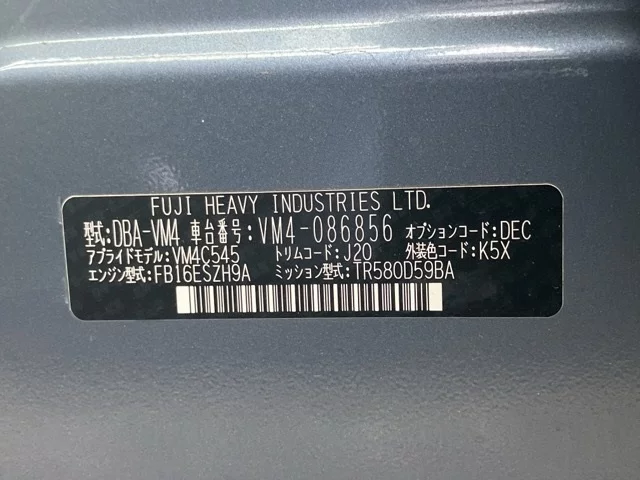 FUJI HEAVY INDUSTRIES LTD.
型式:DBA-VM4 車台番号:VM4-086856 オプションコード:DEC
アプライドモデル:VM4C545 トリムコード:J20 外装色コード:K5X
エンジン型式:FB16ESZH9A ミッション型式:TR580D59BA